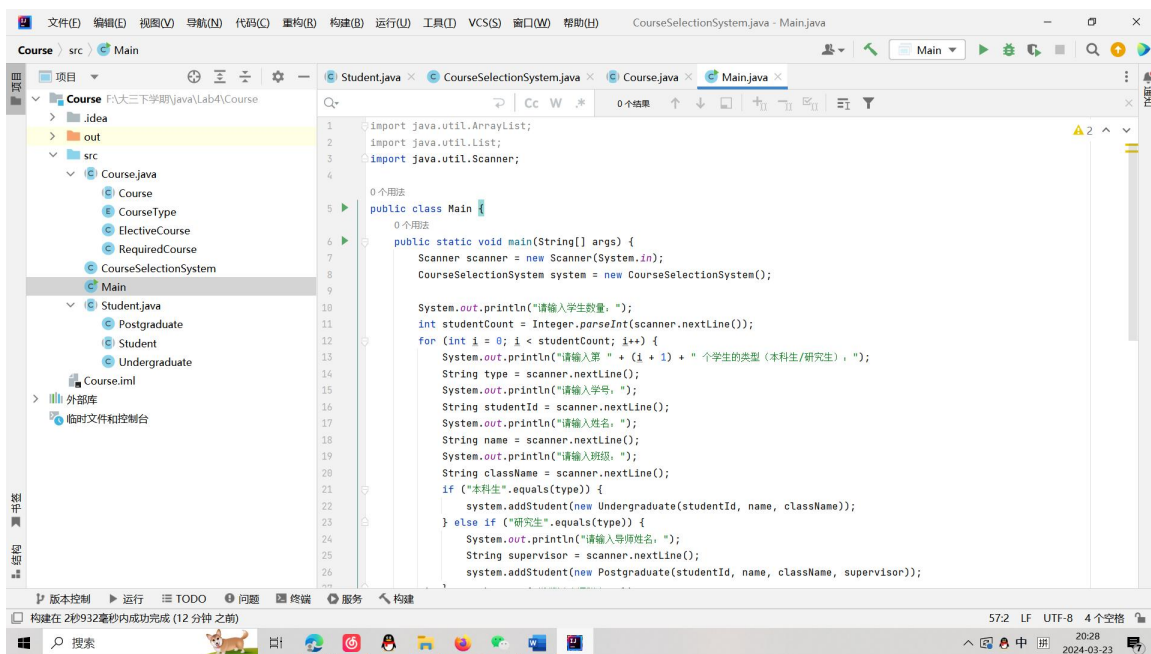 文件(F) 编辑(E) 视图(V) 导航(N) 代码(C) 重构(R) 构建(B) 运行(U) 工具(T) VCS(S) 窗口(W) 帮助(H) CourseSelectionSystem.java - Main.java
Course src Main
Main
项目
项目
Student.java CourseSelectionSystem.java Course.java Main.java
Course F:\大三下学期\java\Lab4\Course
.idea
out
src
Course.java
Course
CourseType
ElectiveCourse
RequiredCourse
CourseSelectionSystem
Main
Student.java
Postgraduate
Student
Undergraduate
Course.iml
外部库
临时文件和控制台
Cc W .* 0个结果
2
1 import java.util.ArrayList;
2 import java.util.List;
3 import java.util.Scanner;
4
0个用法
5 public class Main {
0个用法
6 public static void main(String[] args) {
7 Scanner scanner = new Scanner(System.in);
8 CourseSelectionSystem system = new CourseSelectionSystem();
9
10 System.out.println("请输入学生数量：");
11 int studentCount = Integer.parseInt(scanner.nextLine());
12 for (int i = 0; i < studentCount; i++) {
13 System.out.println("请输入第 " + (i + 1) + " 个学生的类型（本科生/研究生）：");
14 String type = scanner.nextLine();
15 System.out.println("请输入学号：");
16 String studentId = scanner.nextLine();
17 System.out.println("请输入姓名：");
18 String name = scanner.nextLine();
19 System.out.println("请输入班级：");
20 String className = scanner.nextLine();
21 if ("本科生".equals(type)) {
22 system.addStudent(new Undergraduate(studentId, name, className));
23 } else if ("研究生".equals(type)) {
24 System.out.println("请输入导师姓名：");
25 String supervisor = scanner.nextLine();
26 system.addStudent(new Postgraduate(studentId, name, className, supervisor));
书签
结构
版本控制 运行 TODO 问题 终端 服务 构建
构建在 2秒932毫秒内成功完成 (12 分钟 之前) 57:2 LF UTF-8 4个空格
搜索
中 拼 20:28
2024-03-23